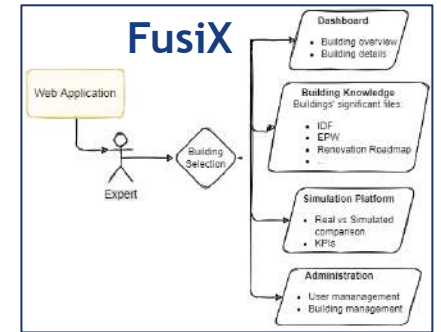 FusiX
Web Application
Expert
Building
Selection
Dashboard
• Building overview
• Building details
Building Knowledge
Buildings' significant files:
• IDF
• EPW
• Renovation Roadmap
• ...
Simulation Platform
• Real vs Simulated
comparison
• KPIs
Administration
• User mananagement
• Building management